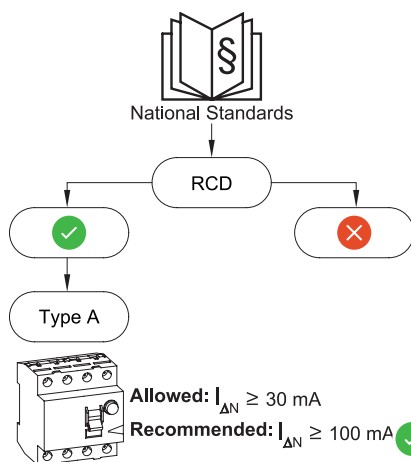 §
National Standards
RCD
Type A
Allowed: IΔN ≥ 30 mA
Recommended: IΔN ≥ 100 mA